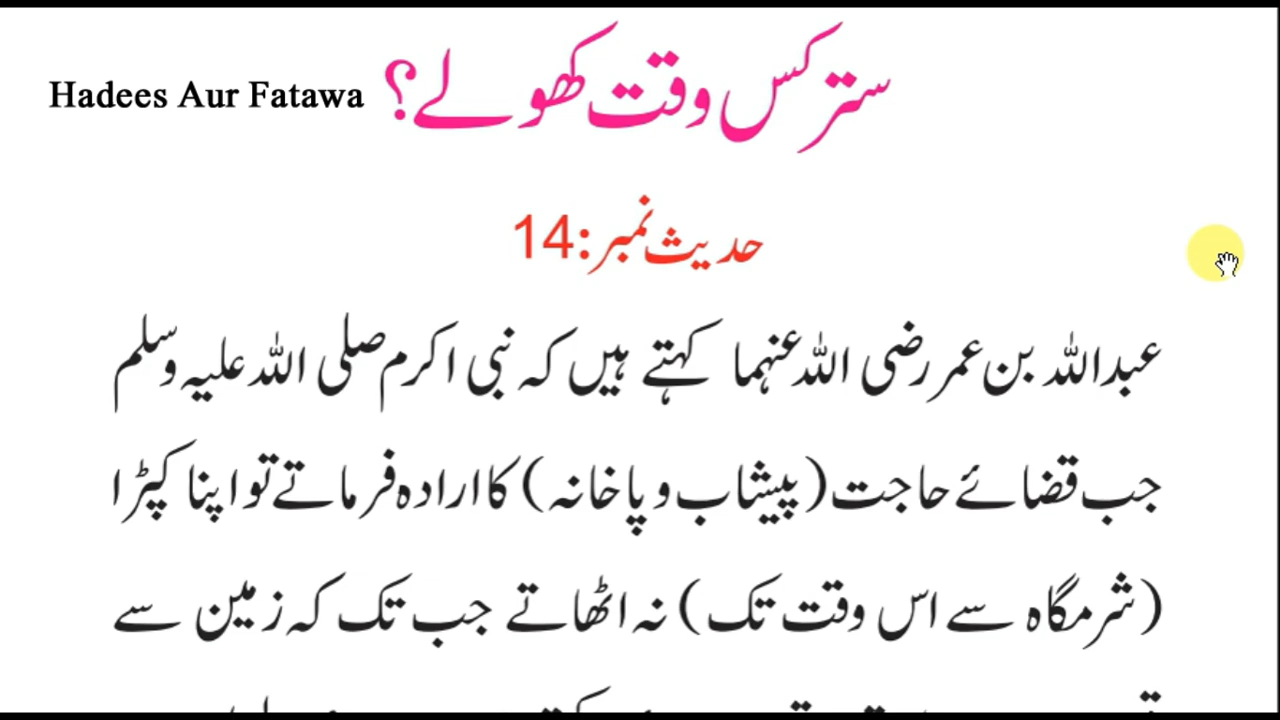 ستر کس وقت کھولے؟
Hadees Aur Fatawa
حدیث نمبر:14
عبداللہ بن عمر رضی اللہ عنہما کہتے ہیں کہ نبی اکرم صلی اللہ علیہ وسلم
جب قضائے حاجت (پیشاب و پاخانہ) کا ارادہ فرماتے تو اپنا کپڑا
(شرمگاہ سے اس وقت تک) نہ اٹھاتے جب تک کہ زمین سے